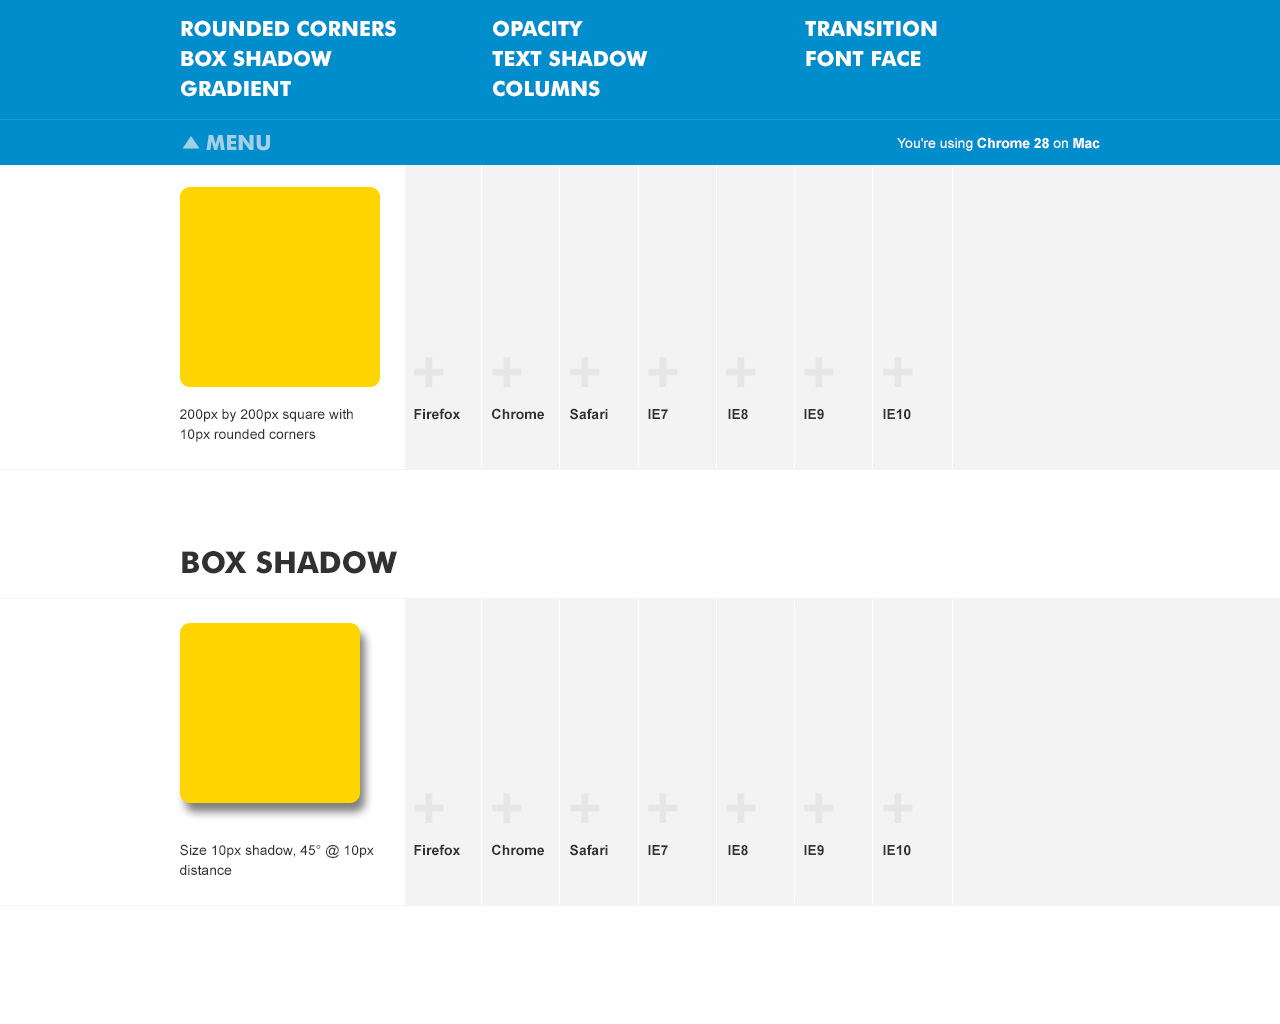 ROUNDED CORNERS OPACITY TRANSITION
BOX SHADOW TEXT SHADOW FONT FACE
GRADIENT COLUMNS
MENU You're using Chrome 28 on Mac
200px by 200px square with
10px rounded corners
Firefox Chrome Safari IE7 IE8 IE9 IE10
BOX SHADOW
Size 10px shadow, 45° @ 10px
distance
Firefox Chrome Safari IE7 IE8 IE9 IE10